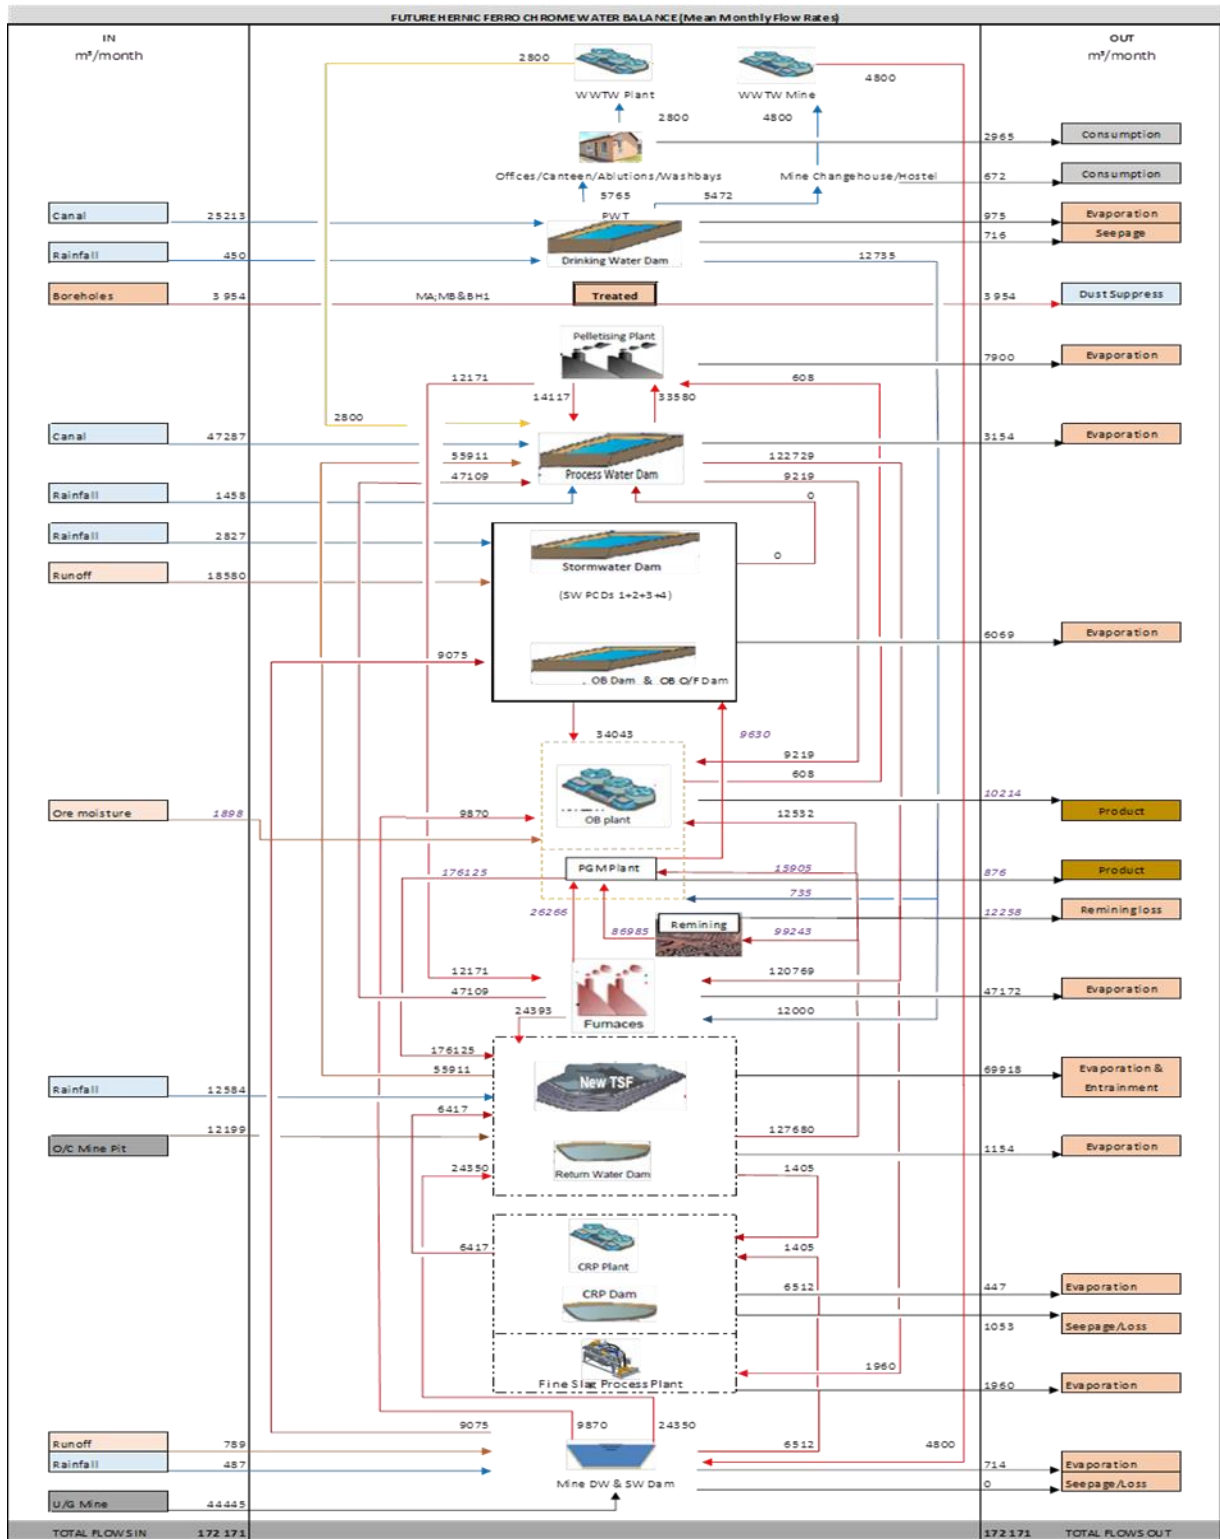 FUTURE HERNIC FERRO CHROME WATER BALANCE (Mean Monthly Flow Rates)
IN
m³/month
OUT
m³/month
2800
4800
WWTW Plant
WWTW Mine
2800
4800
2965
Consumption
Offices/Canteen/Ablutions/Washbays
Mine Changehouse/Hostel
672
Consumption
5765
5472
Canal
25213
PWT
975
Evaporation
716
Seepage
Rainfall
450
Drinking Water Dam
12735
Boreholes
3 954
MA;MB&BH1
Treated
3 954
Dust Suppress
Pelletising Plant
7900
Evaporation
12171
14117
33580
608
2800
Canal
47287
3154
Evaporation
55911
122729
47109
Process Water Dam
9219
Rainfall
1458
0
Rainfall
2827
Stormwater Dam
0
Runoff
18580
(SW PCDs 1+2+3+4)
6069
Evaporation
9075
OB Dam & OB O/F Dam
34043
9630
9219
608
10214
Product
Ore moisture
1898
9870
OB plant
12532
176125
PGM Plant
15905
876
Product
735
26266
12258
Remining loss
Remining
86985
99243
12171
120769
47109
47172
Evaporation
24393
Furnaces
12000
176125
55911
New TSF
69918
Evaporation &
Entrainment
Rainfall
12584
6417
12199
127680
O/C Mine Pit
1154
Evaporation
24350
Return Water Dam
1405
6417
CRP Plant
1405
CRP Dam
6512
447
Evaporation
1053
Seepage/Loss
1960
Fine Slag Process Plant
1960
Evaporation
9075
9870
24350
Runoff
789
6512
4800
Rainfall
487
714
Evaporation
Mine DW & SW Dam
0
Seepage/Loss
U/G Mine
44445
TOTAL FLOWS IN
172 171
172 171
TOTAL FLOWS OUT